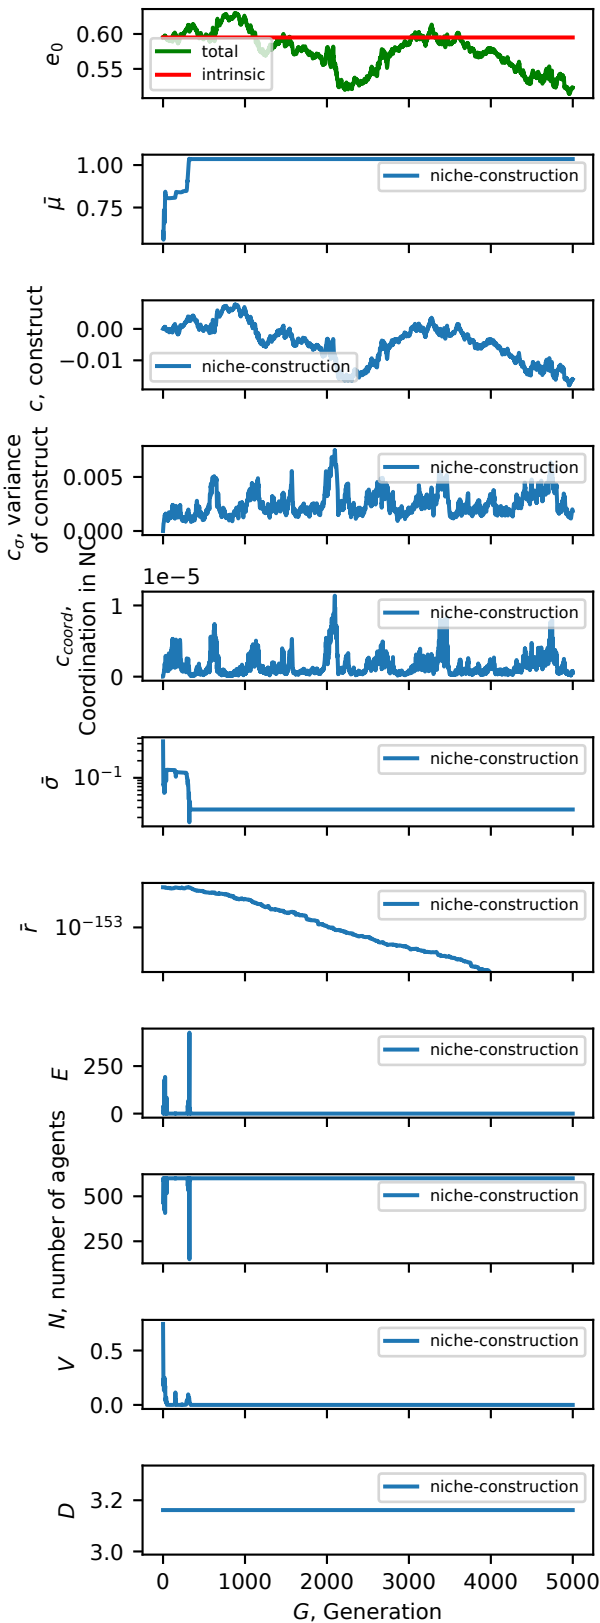 e₀
0.60
0.55
total
intrinsic
μ̄
1.00
0.75
niche-construction
c, construct
0.00
−0.01
niche-construction
c_σ, variance
of construct
0.005
0.000
niche-construction
c_coord,
Coordination in NC
1e−5
1
0
niche-construction
σ̄
10⁻¹
niche-construction
r̄
10⁻¹⁵³
niche-construction
E
250
0
niche-construction
N, number of agents
500
250
niche-construction
V
0.5
0.0
niche-construction
D
3.2
3.0
niche-construction
0 1000 2000 3000 4000 5000
G, Generation